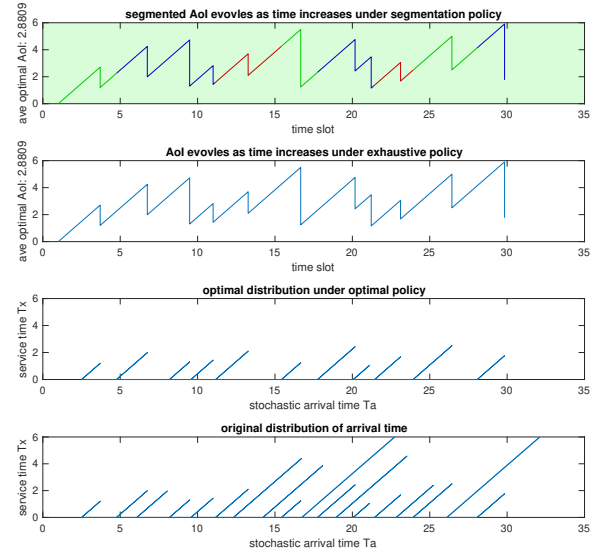 segmented AoI evovles as time increases under segmentation policy
ave optimal AoI: 2.8809
6
4
2
0
0 5 10 15 20 25 30 35
time slot
AoI evovles as time increases under exhaustive policy
ave optimal AoI: 2.8809
6
4
2
0
0 5 10 15 20 25 30 35
time slot
optimal distribution under optimal policy
service time Tx
6
4
2
0
0 5 10 15 20 25 30 35
stochastic arrival time Ta
original distribution of arrival time
service time Tx
6
4
2
0
0 5 10 15 20 25 30 35
stochastic arrival time Ta